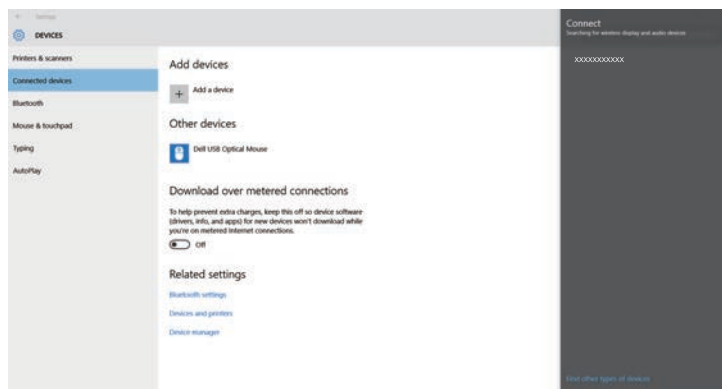 Settings
DEVICES
Printers & scanners
Connected devices
Bluetooth
Mouse & touchpad
Typing
AutoPlay
Add devices
Add a device
Other devices
Dell USB Optical Mouse
Download over metered connections
To help prevent extra charges, keep this off so device software
(drivers, info, and apps) for new devices won't download while
you're on metered Internet connections.
Off
Related settings
Bluetooth settings
Devices and printers
Device manager
Connect
Searching for wireless display and audio devices
xxxxxxxxxxx
Find other types of devices